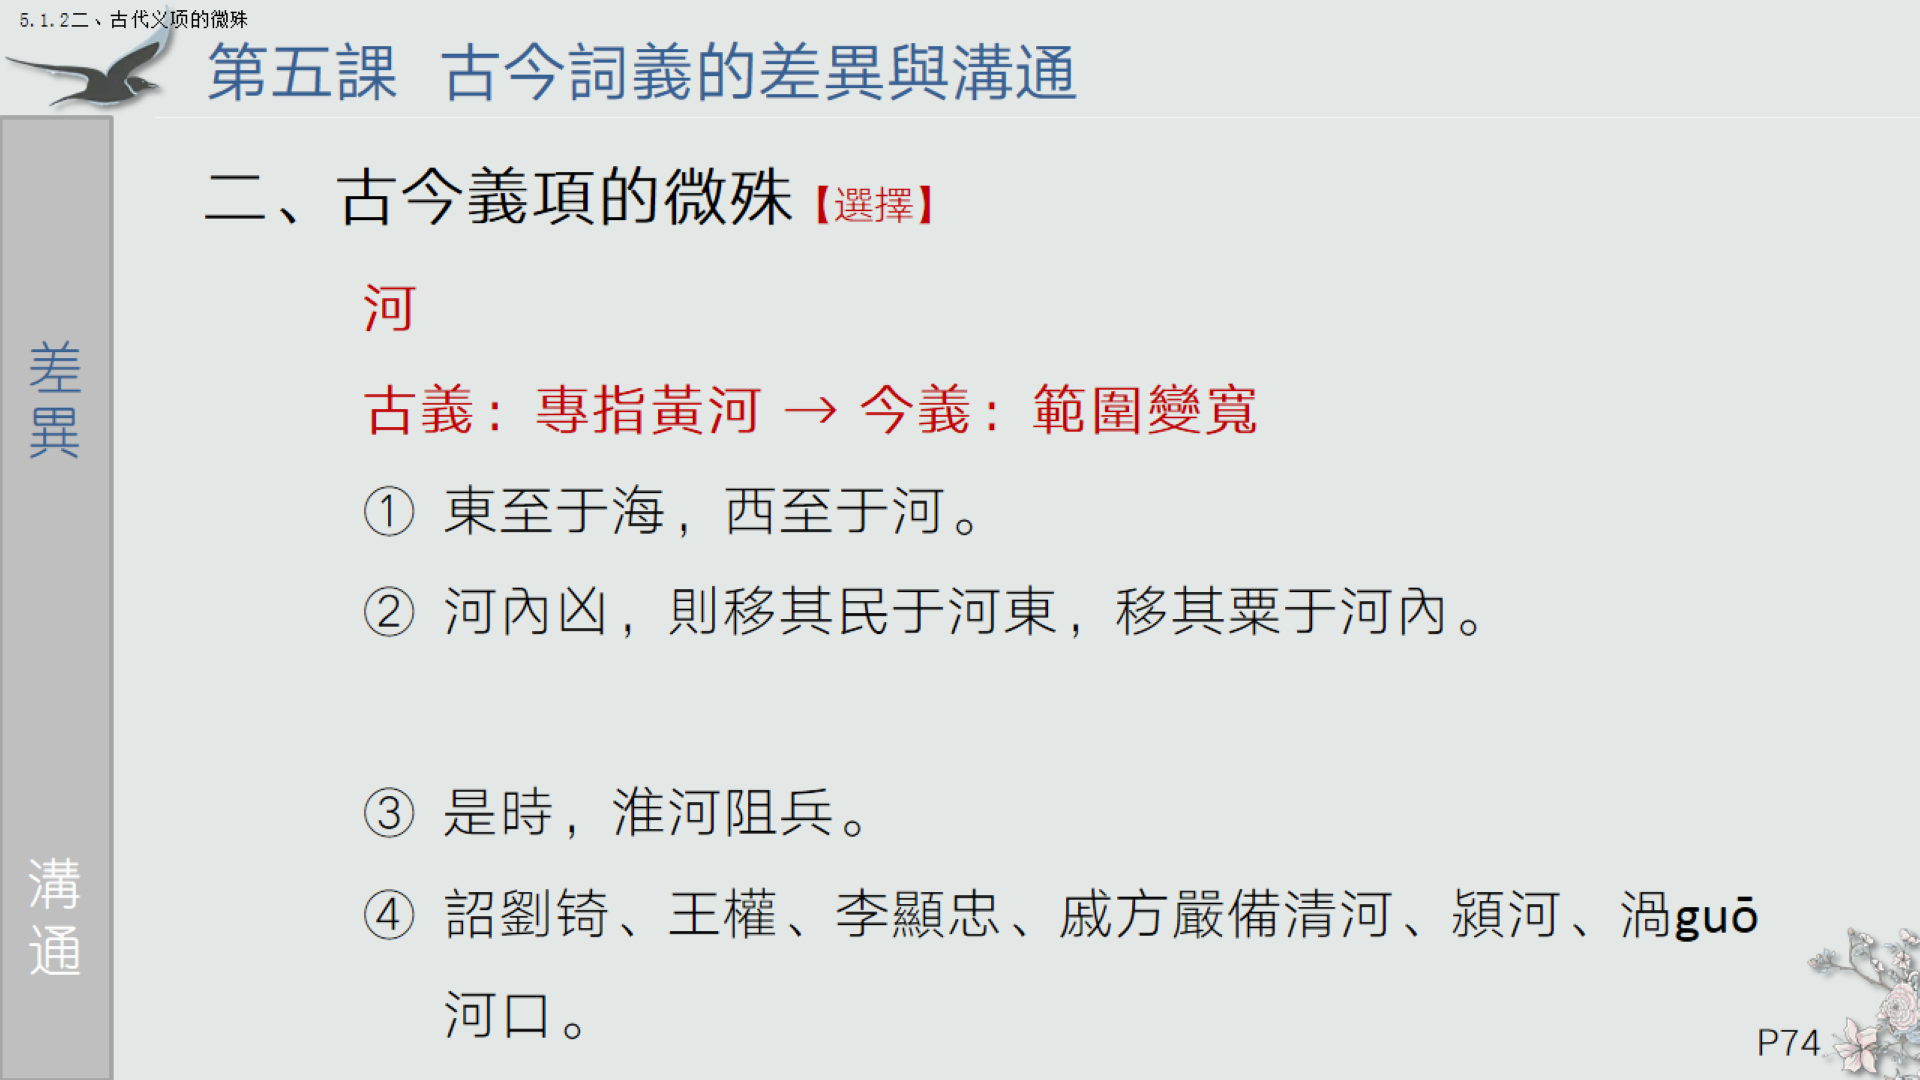 5.1.2二、古代义项的微殊
第五課 古今詞義的差異與溝通
二、古今義項的微殊【選擇】
河
古義：專指黃河 → 今義：範圍變寬
① 東至于海，西至于河。
② 河內凶，則移其民于河東，移其粟于河內。
③ 是時，淮河阻兵。
④ 詔劉锜、王權、李顯忠、戚方嚴備清河、潁河、渦guō
河口。
差異
溝通
P74